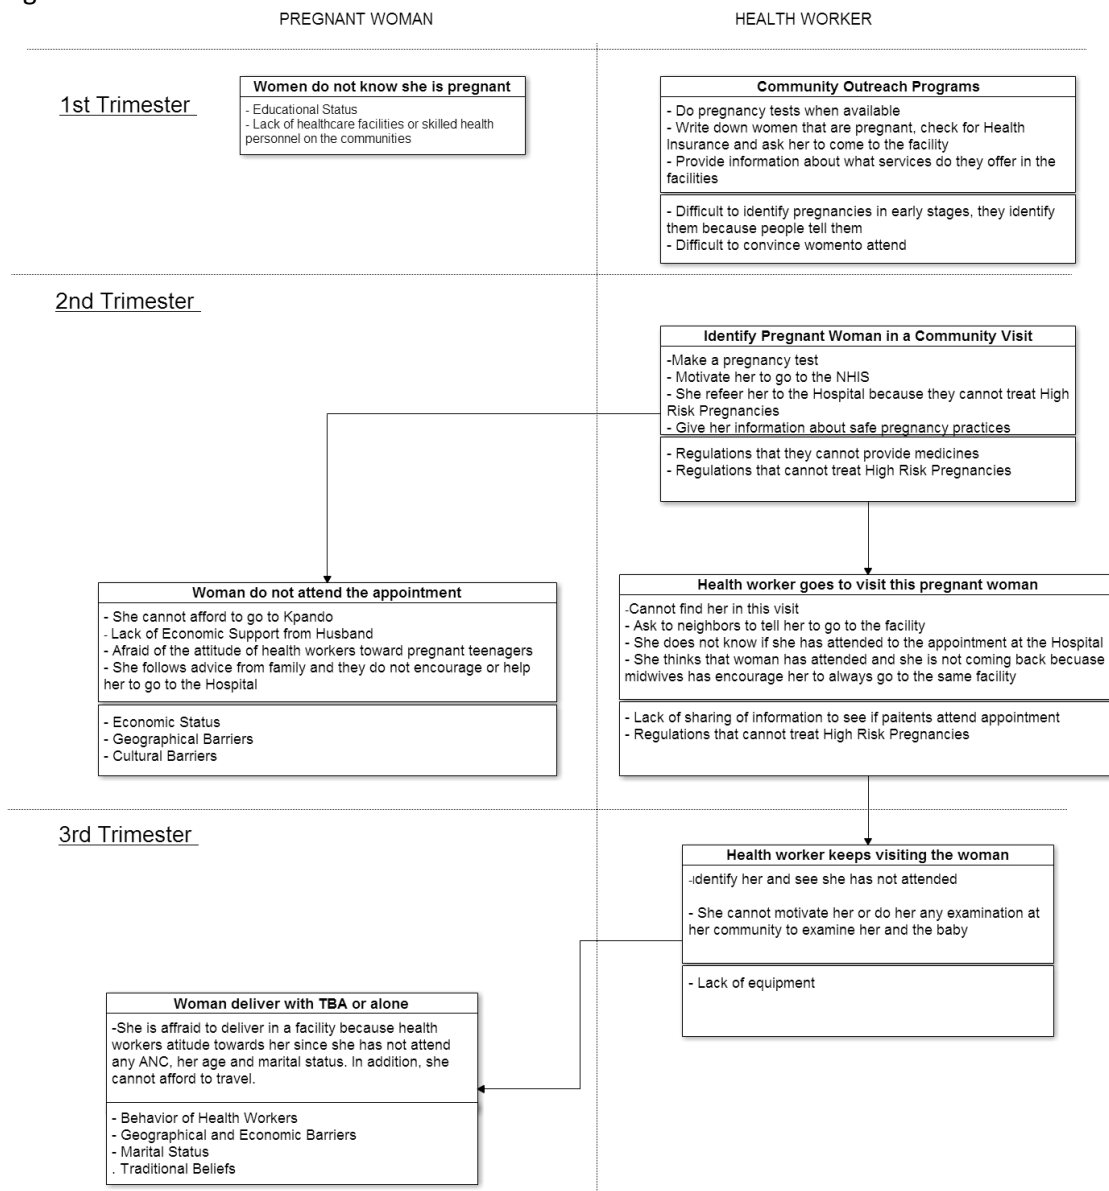 PREGNANT WOMAN
HEALTH WORKER
1st Trimester
Women do not know she is pregnant
- Educational Status
- Lack of healthcare facilities or skilled health
personnel on the communities
Community Outreach Programs
- Do pregnancy tests when available
- Write down women that are pregnant, check for Health
Insurance and ask her to come to the facility
- Provide information about what services do they offer in the
facilities
- Difficult to identify pregnancies in early stages, they identify
them because people tell them
- Difficult to convince womento attend
2nd Trimester
Identify Pregnant Woman in a Community Visit
-Make a pregnancy test
- Motivate her to go to the NHIS
- She refeer her to the Hospital because they cannot treat High
Risk Pregnancies
- Give her information about safe pregnancy practices
- Regulations that they cannot provide medicines
- Regulations that cannot treat High Risk Pregnancies
Woman do not attend the appointment
- She cannot afford to go to Kpando
- Lack of Economic Support from Husband
- Afraid of the attitude of health workers toward pregnant teenagers
- She follows advice from family and they do not encourage or help
her to go to the Hospital
- Economic Status
- Geographical Barriers
- Cultural Barriers
Health worker goes to visit this pregnant woman
-Cannot find her in this visit
- Ask to neighbors to tell her to go to the facility
- She does not know if she has attended to the appointment at the Hospital
- She thinks that woman has attended and she is not coming back becuase
midwives has encourage her to always go to the same facility
- Lack of sharing of information to see if paitents attend appointment
- Regulations that cannot treat High Risk Pregnancies
3rd Trimester
Health worker keeps visiting the woman
-Identify her and see she has not attended
- She cannot motivate her or do her any examination at
her community to examine her and the baby
- Lack of equipment
Woman deliver with TBA or alone
-She is affraid to deliver in a facility because health
workers atitude towards her since she has not attend
any ANC, her age and marital status. In addition, she
cannot afford to travel.
- Behavior of Health Workers
- Geographical and Economic Barriers
- Marital Status
. Traditional Beliefs